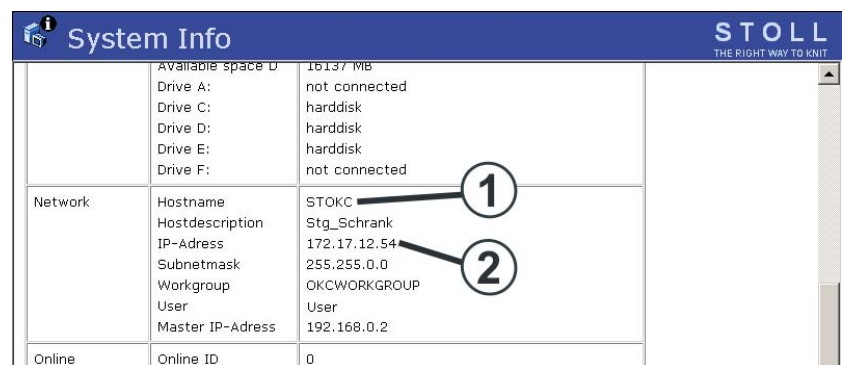 System Info
STOLL
THE RIGHT WAY TO KNIT
Available space D 16137 MB
Drive A: not connected
Drive C: harddisk
Drive D: harddisk
Drive E: harddisk
Drive F: not connected
Network Hostname STOKC 1
Hostdescription Stg_Schrank
IP-Adress 172.17.12.54 2
Subnetmask 255.255.0.0
Workgroup OKCWORKGROUP
User User
Master IP-Adress 192.168.0.2
Online Online ID 0